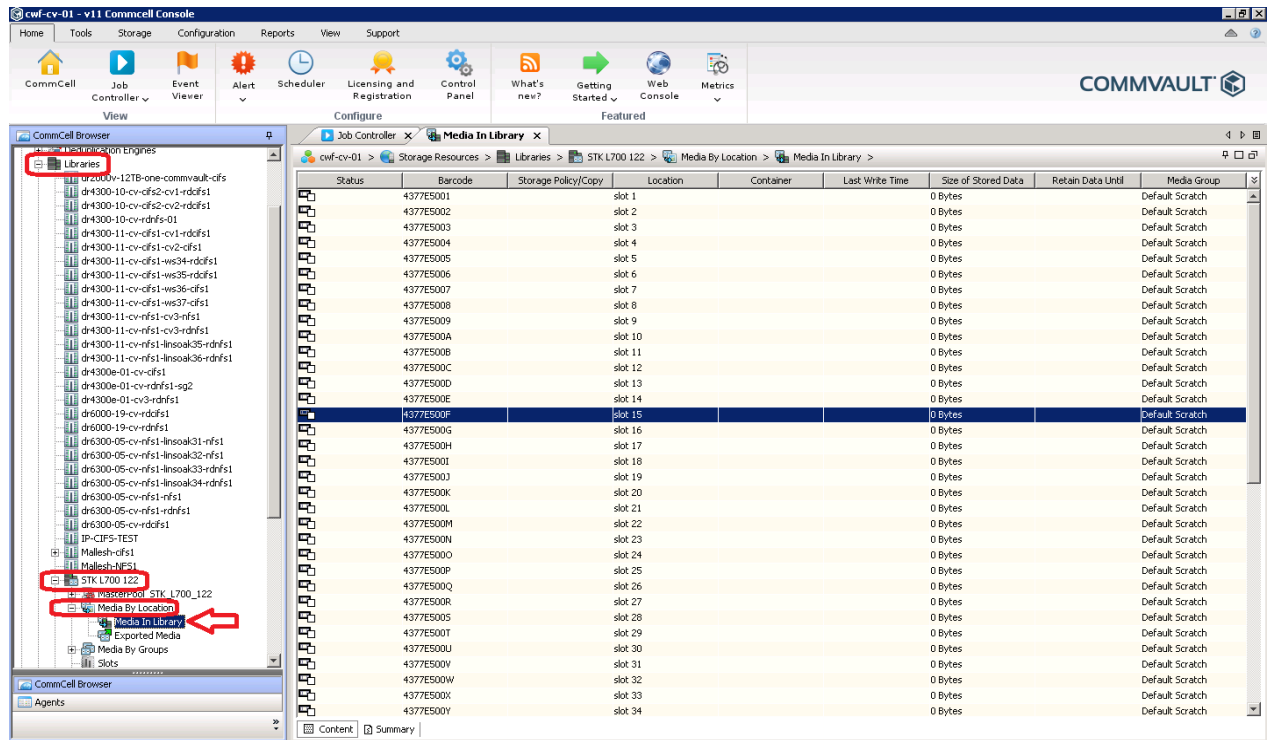 cwf-cv-01 - v11 Commcell Console
Home Tools Storage Configuration Reports View Support
CommCell Job Controller Event Viewer Alert Scheduler Licensing and Registration Control Panel What's new? Getting Started Web Console Metrics
COMMVAULT
View Configure Featured
CommCell Browser
Job Controller Media In Library
cwf-cv-01 > Storage Resources > Libraries > STK L700 122 > Media By Location > Media In Library >
Deduplication Engines
Libraries
dr2000v-12TB-one-commvault-cifs
dr4300-10-cv-cifs2-cv1-rdcifs1
dr4300-10-cv-cifs2-cv2-rdcifs1
dr4300-10-cv-rdnfs-01
dr4300-11-cv-cifs1-cv1-rdcifs1
dr4300-11-cv-cifs1-cv2-cifs1
dr4300-11-cv-cifs1-ws34-rdcifs1
dr4300-11-cv-cifs1-ws35-rdcifs1
dr4300-11-cv-cifs1-ws36-cifs1
dr4300-11-cv-cifs1-ws37-cifs1
dr4300-11-cv-nfs1-cv3-nfs1
dr4300-11-cv-nfs1-cv3-rdnfs1
dr4300-11-cv-nfs1-linsoak35-rdnfs1
dr4300-11-cv-nfs1-linsoak36-rdnfs1
dr4300e-01-cv-cifs1
dr4300e-01-cv-rdnfs1-sg2
dr4300e-01-cv3-rdnfs1
dr6000-19-cv-rdcifs1
dr6000-19-cv-rdnfs1
dr6300-05-cv-nfs1-linsoak31-nfs1
dr6300-05-cv-nfs1-linsoak32-nfs1
dr6300-05-cv-nfs1-linsoak33-rdnfs1
dr6300-05-cv-nfs1-linsoak34-rdnfs1
dr6300-05-cv-nfs1-nfs1
dr6300-05-cv-nfs1-rdnfs1
dr6300-05-cv-rdcifs1
IP-CIFS-TEST
Mallesh-cifs1
Mallesh-NFS1
STK L700 122
MasterPool_STK_L700_122
Media By Location
Media In Library
Exported Media
Media By Groups
Slots
CommCell Browser
Agents
Status Barcode Storage Policy/Copy Location Container Last Write Time Size of Stored Data Retain Data Until Media Group
4377E5001 slot 1 0 Bytes Default Scratch
4377E5002 slot 2 0 Bytes Default Scratch
4377E5003 slot 3 0 Bytes Default Scratch
4377E5004 slot 4 0 Bytes Default Scratch
4377E5005 slot 5 0 Bytes Default Scratch
4377E5006 slot 6 0 Bytes Default Scratch
4377E5007 slot 7 0 Bytes Default Scratch
4377E5008 slot 8 0 Bytes Default Scratch
4377E5009 slot 9 0 Bytes Default Scratch
4377E500A slot 10 0 Bytes Default Scratch
4377E500B slot 11 0 Bytes Default Scratch
4377E500C slot 12 0 Bytes Default Scratch
4377E500D slot 13 0 Bytes Default Scratch
4377E500E slot 14 0 Bytes Default Scratch
4377E500F slot 15 0 Bytes Default Scratch
4377E500G slot 16 0 Bytes Default Scratch
4377E500H slot 17 0 Bytes Default Scratch
4377E500I slot 18 0 Bytes Default Scratch
4377E500J slot 19 0 Bytes Default Scratch
4377E500K slot 20 0 Bytes Default Scratch
4377E500L slot 21 0 Bytes Default Scratch
4377E500M slot 22 0 Bytes Default Scratch
4377E500N slot 23 0 Bytes Default Scratch
4377E500O slot 24 0 Bytes Default Scratch
4377E500P slot 25 0 Bytes Default Scratch
4377E500Q slot 26 0 Bytes Default Scratch
4377E500R slot 27 0 Bytes Default Scratch
4377E500S slot 28 0 Bytes Default Scratch
4377E500T slot 29 0 Bytes Default Scratch
4377E500U slot 30 0 Bytes Default Scratch
4377E500V slot 31 0 Bytes Default Scratch
4377E500W slot 32 0 Bytes Default Scratch
4377E500X slot 33 0 Bytes Default Scratch
4377E500Y slot 34 0 Bytes Default Scratch
Content Summary